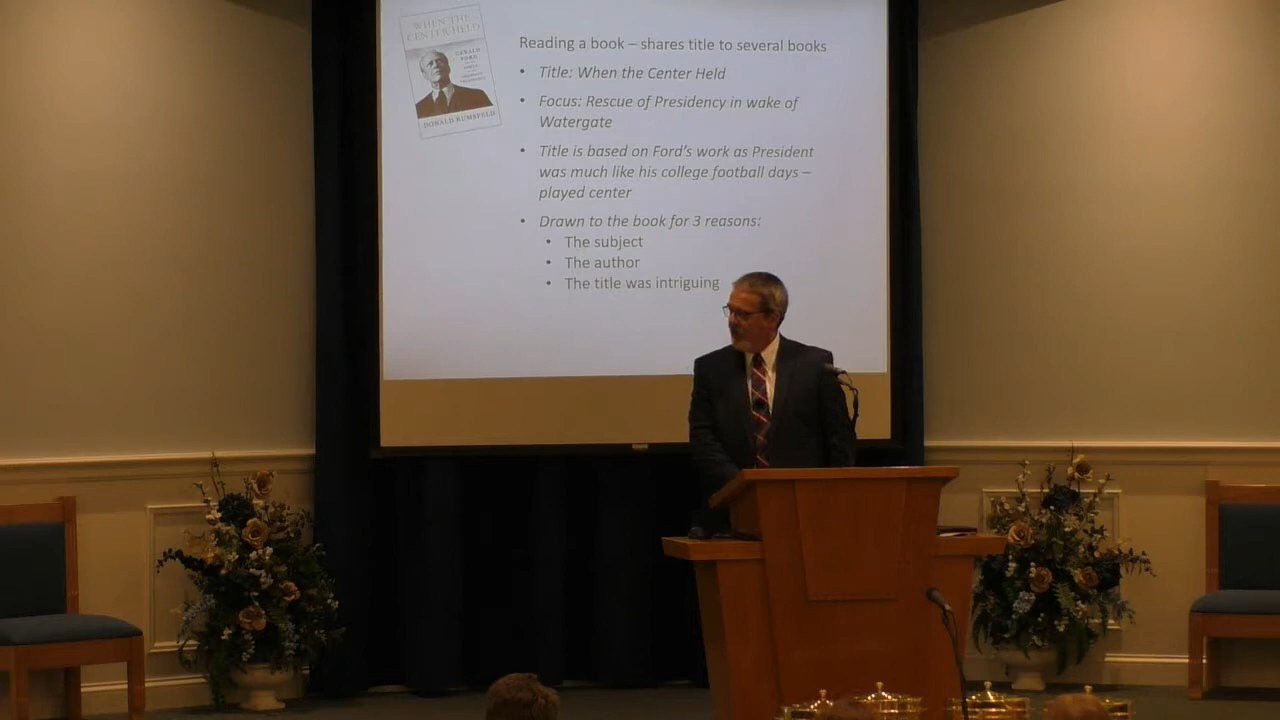 WHEN THE
CENTER HELD
GERALD
FORD
DONALD RUMSFELD
Reading a book – shares title to several books
• Title: When the Center Held
• Focus: Rescue of Presidency in wake of
Watergate
• Title is based on Ford's work as President
was much like his college football days –
played center
• Drawn to the book for 3 reasons:
• The subject
• The author
• The title was intriguing